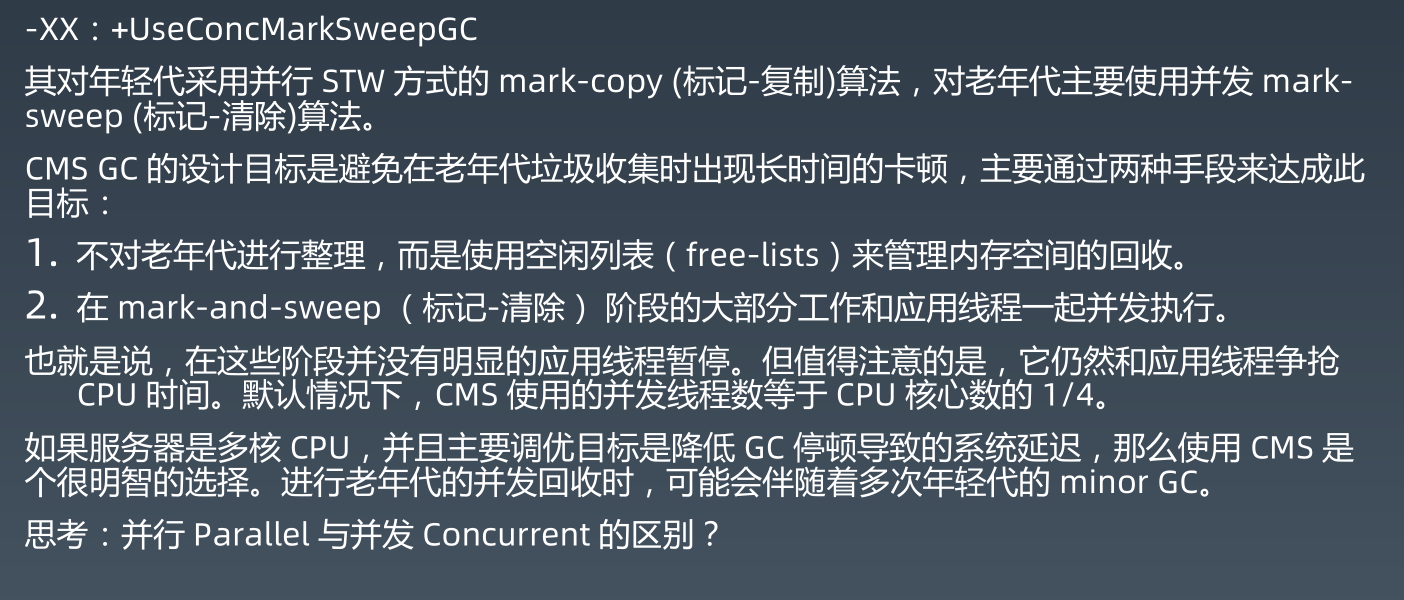 -XX：+UseConcMarkSweepGC
其对年轻代采用并行 STW 方式的 mark-copy (标记-复制)算法，对老年代主要使用并发 mark-
sweep (标记-清除)算法。
CMS GC 的设计目标是避免在老年代垃圾收集时出现长时间的卡顿，主要通过两种手段来达成此
目标：
1. 不对老年代进行整理，而是使用空闲列表（free-lists）来管理内存空间的回收。
2. 在 mark-and-sweep （标记-清除） 阶段的大部分工作和应用线程一起并发执行。
也就是说，在这些阶段并没有明显的应用线程暂停。但值得注意的是，它仍然和应用线程争抢
CPU 时间。默认情况下，CMS 使用的并发线程数等于 CPU 核心数的 1/4。
如果服务器是多核 CPU，并且主要调优目标是降低 GC 停顿导致的系统延迟，那么使用 CMS 是
个很明智的选择。进行老年代的并发回收时，可能会伴随着多次年轻代的 minor GC。
思考：并行 Parallel 与并发 Concurrent 的区别？